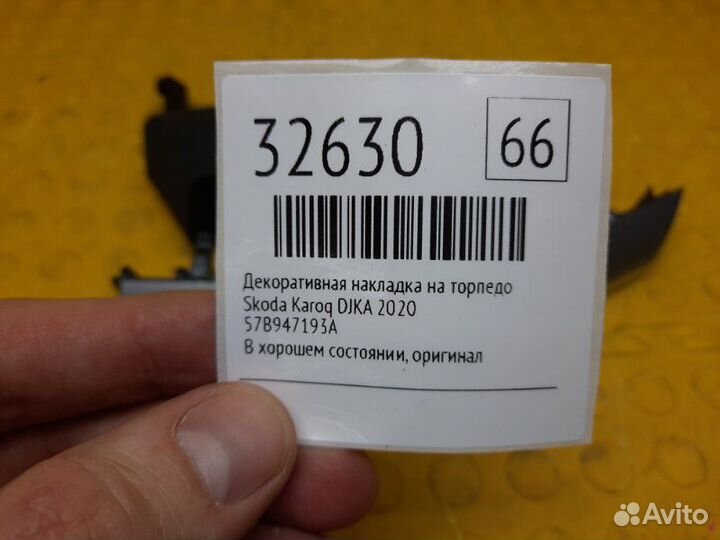 32630
66
Декоративная накладка на торпедо
Skoda Karoq DJKA 2020
57B947193A
В хорошем состоянии, оригинал
Avito